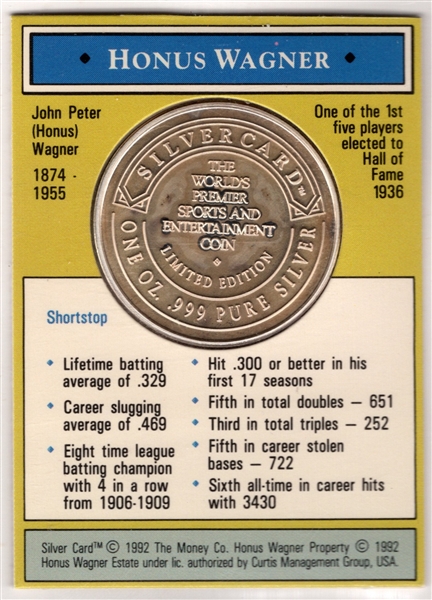 HONUS WAGNER
John Peter
(Honus)
Wagner
1874 -
1955
One of the 1st
five players
elected to
Hall of
Fame
1936
SILVERCARD™
THE
WORLD'S
PREMIER
SPORTS AND
ENTERTAINMENT
COIN
LIMITED EDITION
ONE OZ. .999 PURE SILVER
Shortstop
Lifetime batting
average of .329
Career slugging
average of .469
Eight time league
batting champion
with 4 in a row
from 1906-1909
Hit .300 or better in his
first 17 seasons
Fifth in total doubles — 651
Third in total triples — 252
Fifth in career stolen
bases — 722
Sixth all-time in career hits
with 3430
Silver Card™ © 1992 The Money Co. Honus Wagner Property © 1992
Honus Wagner Estate under lic. authorized by Curtis Management Group, USA.